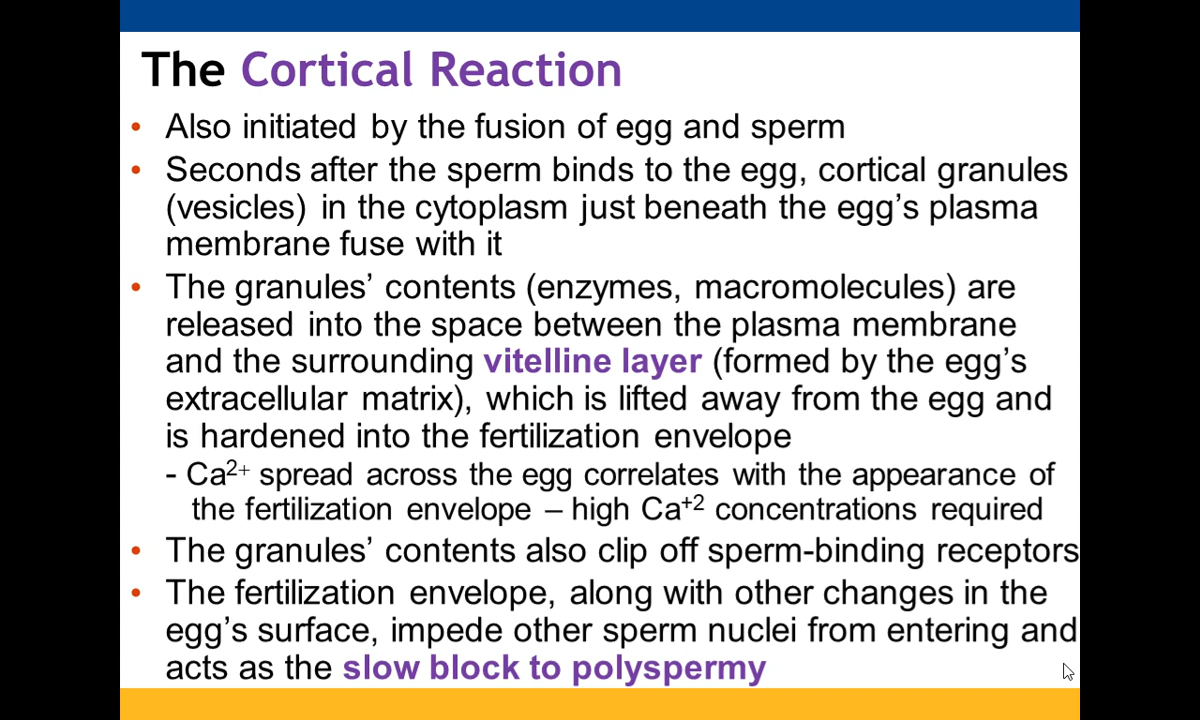 The Cortical Reaction
• Also initiated by the fusion of egg and sperm
• Seconds after the sperm binds to the egg, cortical granules
(vesicles) in the cytoplasm just beneath the egg’s plasma
membrane fuse with it
• The granules’ contents (enzymes, macromolecules) are
released into the space between the plasma membrane
and the surrounding vitelline layer (formed by the egg’s
extracellular matrix), which is lifted away from the egg and
is hardened into the fertilization envelope
- Ca²⁺ spread across the egg correlates with the appearance of
the fertilization envelope – high Ca⁺² concentrations required
• The granules’ contents also clip off sperm-binding receptors
• The fertilization envelope, along with other changes in the
egg’s surface, impede other sperm nuclei from entering and
acts as the slow block to polyspermy